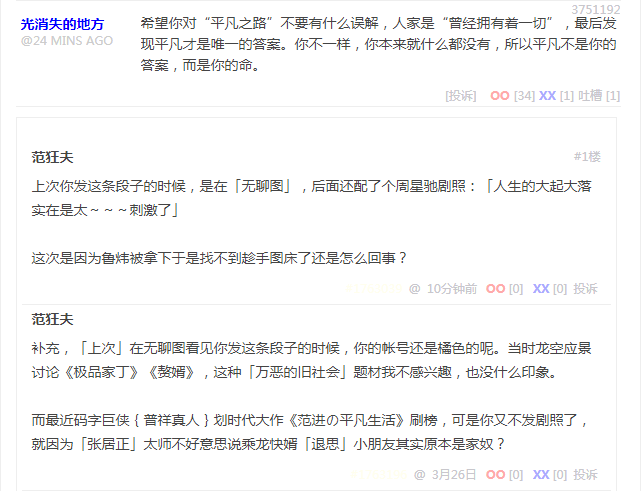 3751192
光消失的地方
@24 MINS AGO
希望你对“平凡之路”不要有什么误解，人家是“曾经拥有着一切”，最后发
现平凡才是唯一的答案。你不一样，你本来就什么都没有，所以平凡不是你的
答案，而是你的命。
[投诉] OO [34] XX [1] 吐槽 [1]
范狂夫 #1楼
上次你发这条段子的时候，是在「无聊图」，后面还配了个周星驰剧照：「人生的大起大落
实在是太～～～刺激了」
这次是因为鲁炜被拿下于是找不到趁手图床了还是怎么回事？
@ 10分钟前 OO [0] XX [0] 投诉
范狂夫
补充，「上次」在无聊图看见你发这条段子的时候，你的帐号还是橘色的呢。当时龙空应景
讨论《极品家丁》《赘婿》，这种「万恶的旧社会」题材我不感兴趣，也没什么印象。
而最近码字巨侠｛普祥真人｝划时代大作《范进の平凡生活》刷榜，可是你又不发剧照了，
就因为「张居正」太师不好意思说乘龙快婿「退思」小朋友其实原本是家奴？
@ 3月26日 OO [0] XX [0] 投诉